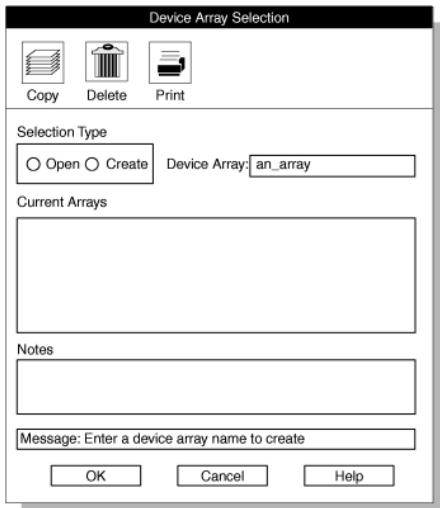 Device Array Selection
Copy Delete Print
Selection Type
Open Create Device Array: an_array
Current Arrays
Notes
Message: Enter a device array name to create
OK Cancel Help